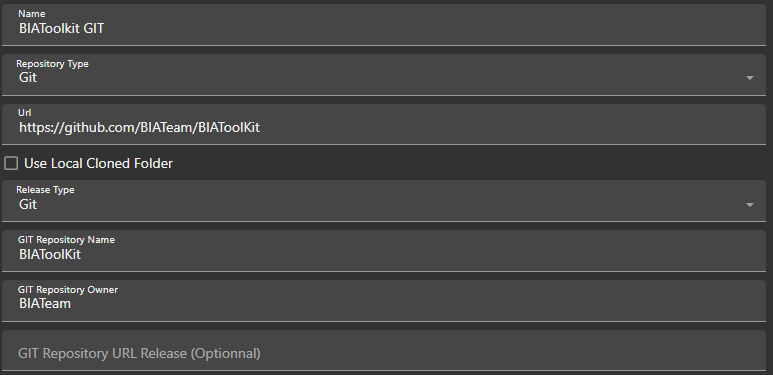 Name
BIAToolkit GIT
Repository Type
Git
Url
https://github.com/BIATeam/BIAToolKit
Use Local Cloned Folder
Release Type
Git
GIT Repository Name
BIAToolKit
GIT Repository Owner
BIATeam
GIT Repository URL Release (Optionnal)